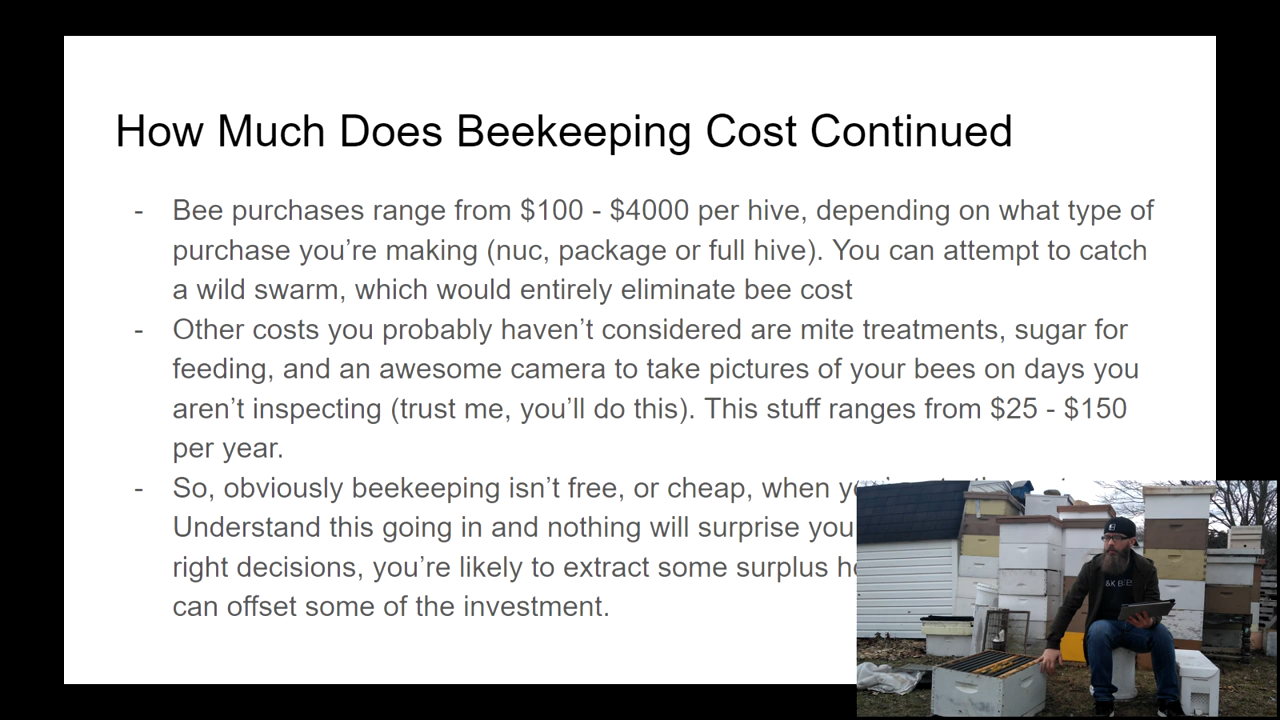 How Much Does Beekeeping Cost Continued
- Bee purchases range from $100 - $4000 per hive, depending on what type of
purchase you’re making (nuc, package or full hive). You can attempt to catch
a wild swarm, which would entirely eliminate bee cost
- Other costs you probably haven’t considered are mite treatments, sugar for
feeding, and an awesome camera to take pictures of your bees on days you
aren’t inspecting (trust me, you’ll do this). This stuff ranges from $25 - $150
per year.
- So, obviously beekeeping isn’t free, or cheap, when
Understand this going in and nothing will surprise you
right decisions, you’re likely to extract some surplus
can offset some of the investment.